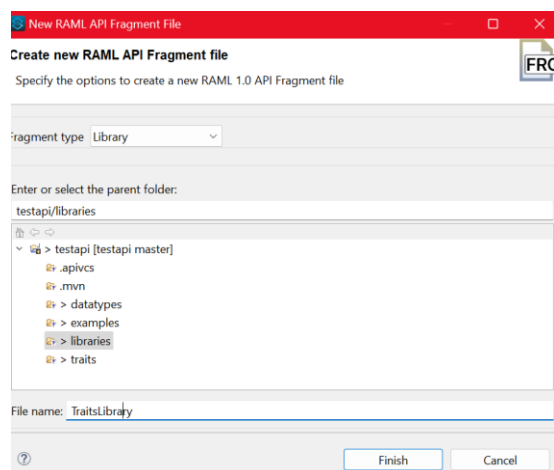 New RAML API Fragment File
Create new RAML API Fragment file
Specify the options to create a new RAML 1.0 API Fragment file
FRC
Fragment type Library
Enter or select the parent folder:
testapi/libraries
> testapi [testapi master]
.apivcs
.mvn
> datatypes
> examples
> libraries
> traits
File name: TraitsLibrary
? Finish Cancel